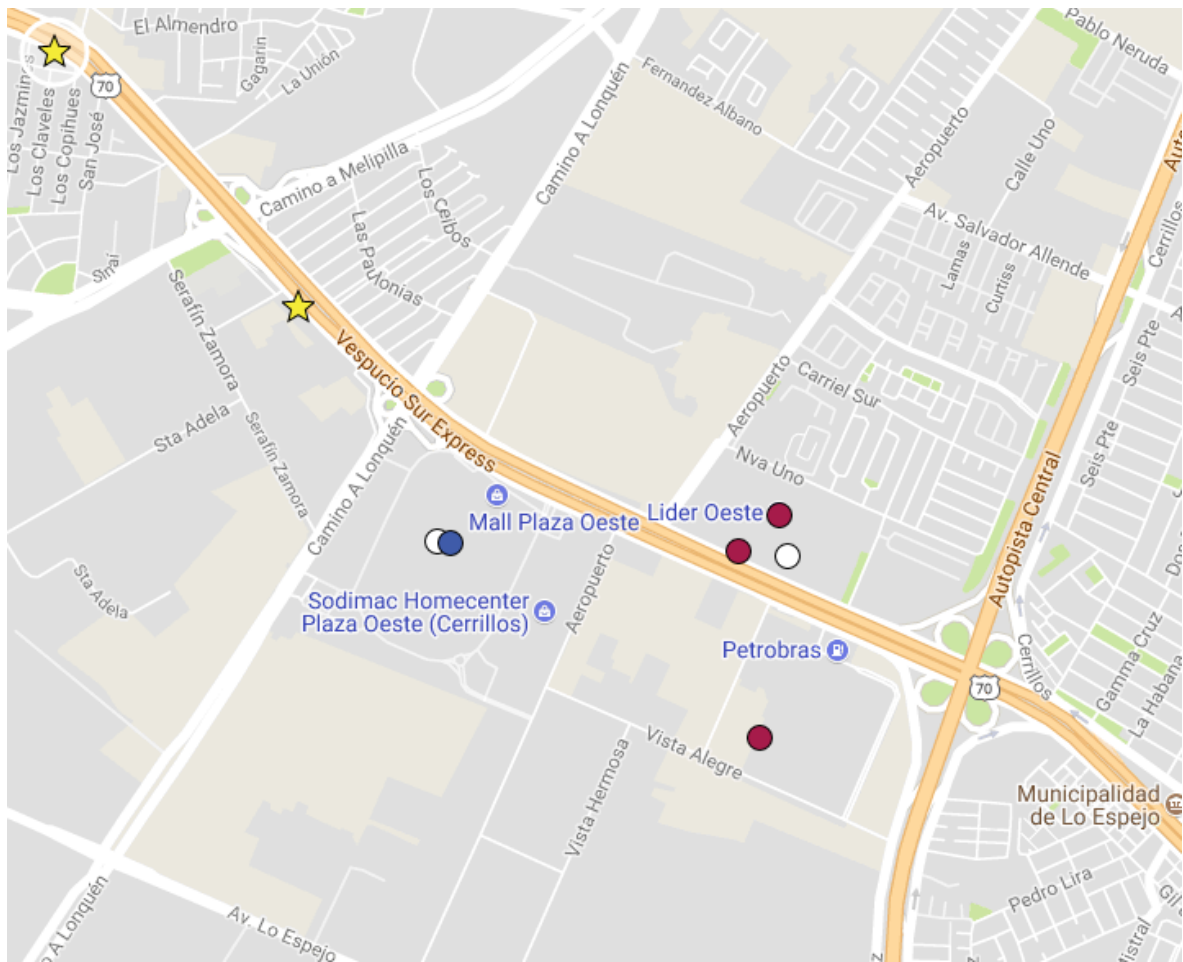 El Almendro
Pablo Neruda
Gagarin
La Unión
70
Los Jazmines
Los Claveles
Los Copihues
San José
Camino A Lonquén
Fernandez Albano
Aeropuerto
Calle Uno
Camino a Melipilla
Los Ceibos
Las Paulonias
Av. Salvador Allende
Lamas
Curtiss
Cerrillos
Sinaí
Serafín Zamora
Vespucio Sur Express
Seis Pte
Carriel Sur
Aeropuerto
Sta Adela
Serafín Zamora
Seis Pte
Nva Uno
Camino A Lonquén
Mall Plaza Oeste
Lider Oeste
Autopista Central
Sta Adela
Sodimac Homecenter
Plaza Oeste (Cerrillos)
Aeropuerto
Petrobras
Cerrillos
Gamma Cruz
La Habana
70
Vista Alegre
Vista Hermosa
Municipalidad
de Lo Espejo
Pedro Lira
Av. Lo Espejo
A Lonquén
Mistral